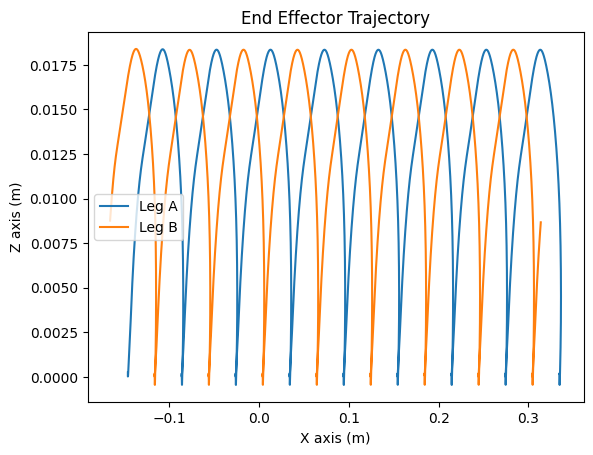 End Effector Trajectory
Z axis (m)
0.0175
0.0150
0.0125
0.0100
0.0075
0.0050
0.0025
0.0000
Leg A
Leg B
−0.1 0.0 0.1 0.2 0.3
X axis (m)